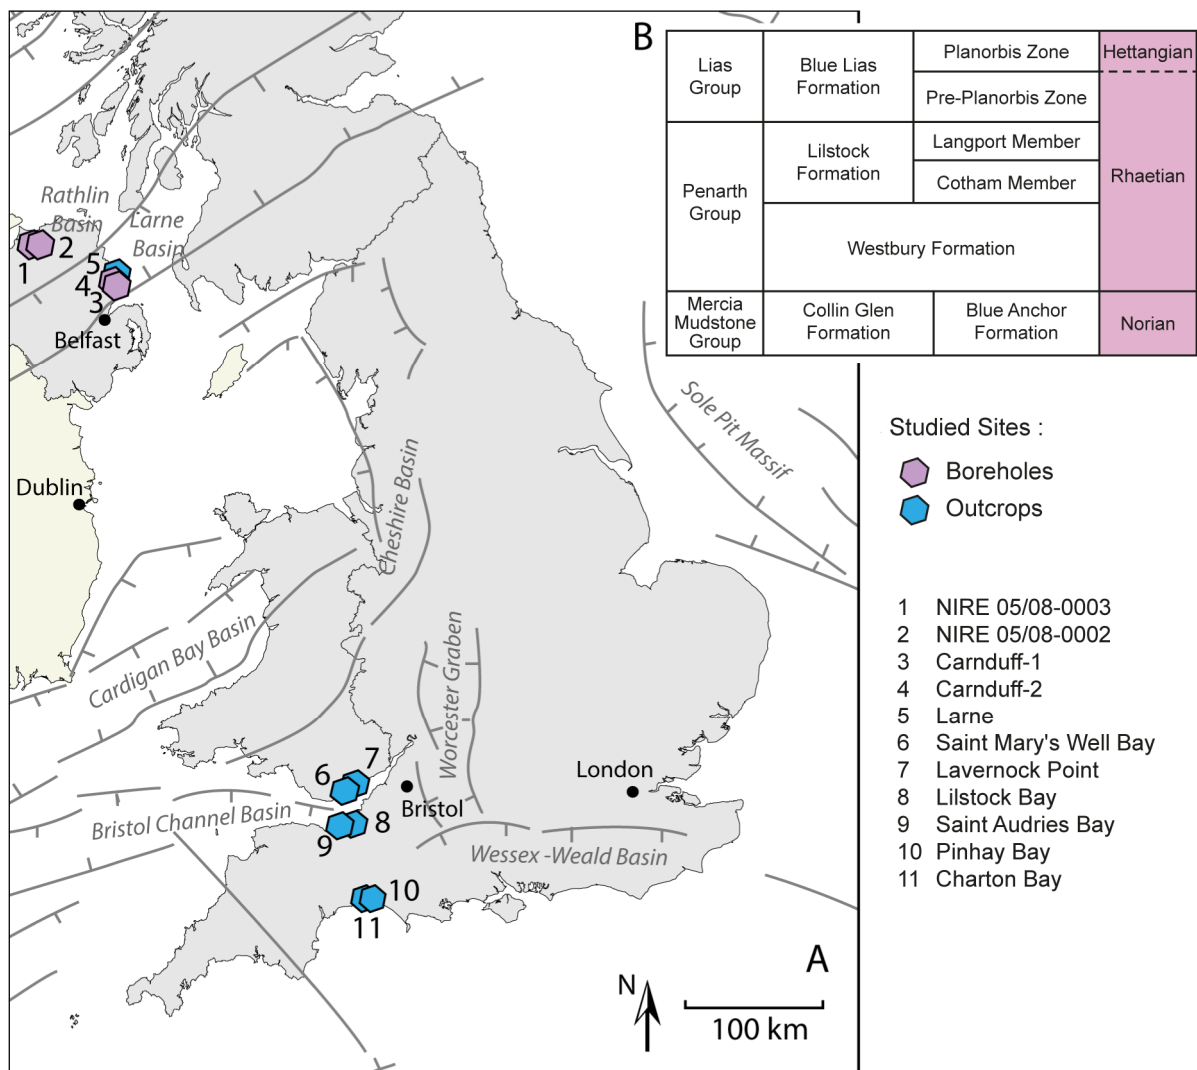 B
Lias
Group
Blue Lias
Formation
Planorbis Zone
Hettangian
Pre-Planorbis Zone
Penarth
Group
Lilstock
Formation
Langport Member
Cotham Member
Rhaetian
Westbury Formation
Mercia
Mudstone
Group
Collin Glen
Formation
Blue Anchor
Formation
Norian
Rathlin
Basin
Larne
Basin
1
2
5
4
3
Belfast
Dublin
Sole Pit Massif
Cheshire Basin
Cardigan Bay Basin
Worcester Graben
6
7
Bristol
London
Bristol Channel Basin
8
9
Wessex -Weald Basin
10
11
A
N
100 km
Studied Sites :
Boreholes
Outcrops
1 NIRE 05/08-0003
2 NIRE 05/08-0002
3 Carnduff-1
4 Carnduff-2
5 Larne
6 Saint Mary's Well Bay
7 Lavernock Point
8 Lilstock Bay
9 Saint Audries Bay
10 Pinhay Bay
11 Charton Bay